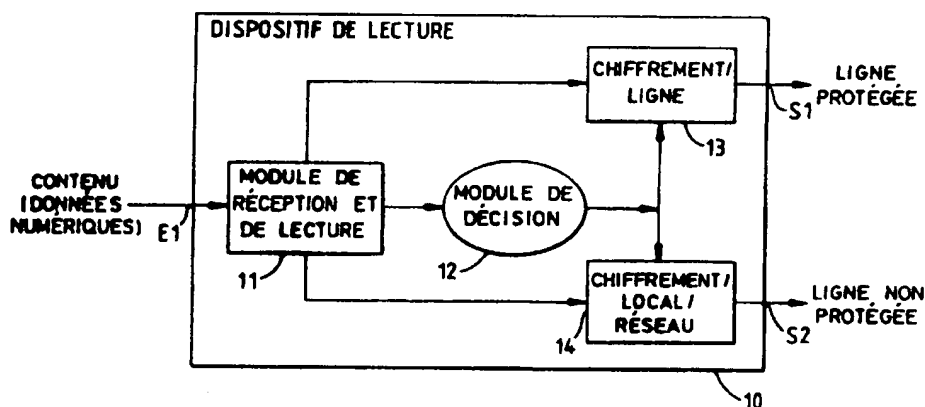 DISPOSITIF DE LECTURE
CHIFFREMENT/
LIGNE
13
S1
LIGNE
PROTÉGÉE
CONTENU
(DONNÉES
NUMÉRIQUES)
E1
MODULE DE
RÉCEPTION ET
DE LECTURE
11
MODULE DE
DÉCISION
12
CHIFFREMENT/
LOCAL/
RÉSEAU
14
S2
LIGNE NON
PROTÉGÉE
10